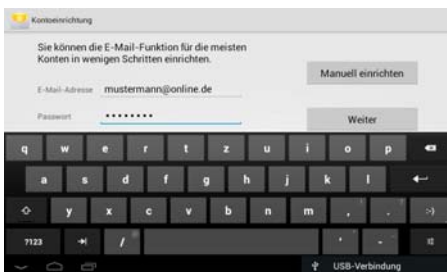 Kontoeinrichtung
Sie können die E-Mail-Funktion für die meisten
Konten in wenigen Schritten einrichten.
Manuell einrichten
E-Mail-Adresse mustermann@online.de
Passwort ••••••••
Weiter
q w e r t z u i o p
a s d f g h j k l
y x c v b n m , . :-)
?123 / ' -
USB-Verbindung